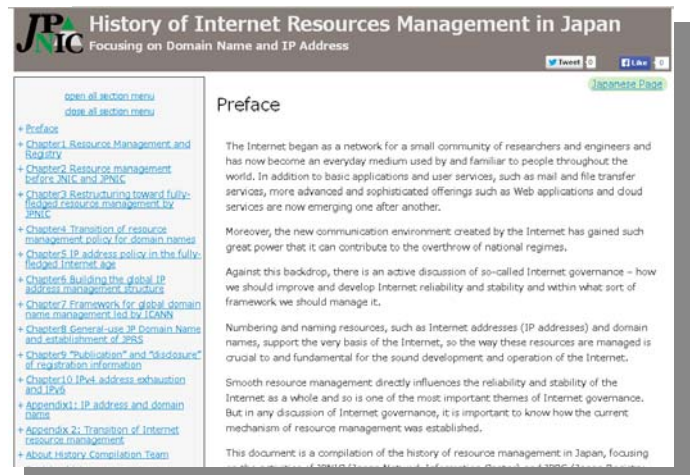 JPNIC
History of Internet Resources Management in Japan
Focusing on Domain Name and IP Address
Tweet 0
Like 0
Japanese Page
open all section menu
close all section menu
+ Preface
+ Chapter1 Resource Management and
Registry
+ Chapter2 Resource management
before JNIC and JPNIC
+ Chapter3 Restructuring toward fully-
fledged resource management by
JPNIC
+ Chapter4 Transition of resource
management policy for domain names
+ Chapter5 IP address policy in the fully-
fledged Internet age
+ Chapter6 Building the global IP
address management structure
+ Chapter7 Framework for global domain
name management led by ICANN
+ Chapter8 General-use JP Domain Name
and establishment of JPRS
+ Chapter9 "Publication" and "disclosure"
of registration information
+ Chapter10 IPv4 address exhaustion
and IPv6
+ Appendix1: IP address and domain
name
+ Appendix 2: Transition of Internet
resource management
+ About History Compilation Team
Preface
The Internet began as a network for a small community of researchers and engineers and
has now become an everyday medium used by and familiar to people throughout the
world. In addition to basic applications and user services, such as mail and file transfer
services, more advanced and sophisticated offerings such as Web applications and cloud
services are now emerging one after another.
Moreover, the new communication environment created by the Internet has gained such
great power that it can contribute to the overthrow of national regimes.
Against this backdrop, there is an active discussion of so-called Internet governance – how
we should improve and develop Internet reliability and stability and within what sort of
framework we should manage it.
Numbering and naming resources, such as Internet addresses (IP addresses) and domain
names, support the very basis of the Internet, so the way these resources are managed is
crucial to and fundamental for the sound development and operation of the Internet.
Smooth resource management directly influences the reliability and stability of the
Internet as a whole and so is one of the most important themes of Internet governance.
But in any discussion of Internet governance, it is important to know how the current
mechanism of resource management was established.
This document is a compilation of the history of resource management in Japan, focusing